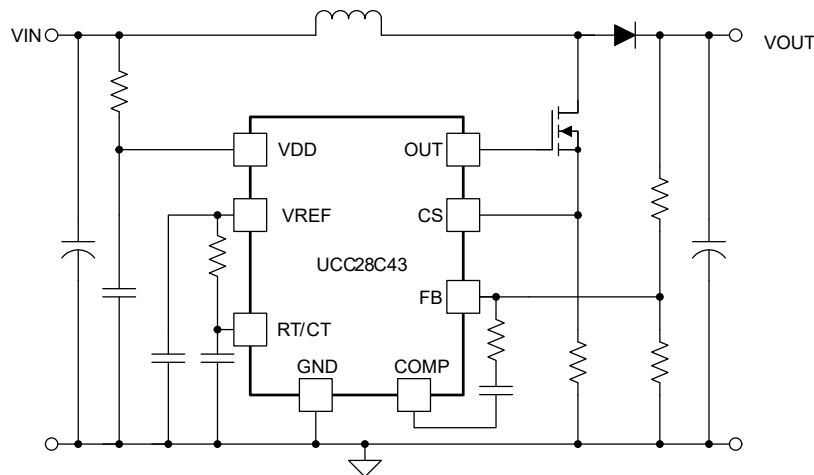 VIN
VOUT
VDD
OUT
VREF
CS
UCC28C43
FB
RT/CT
GND
COMP